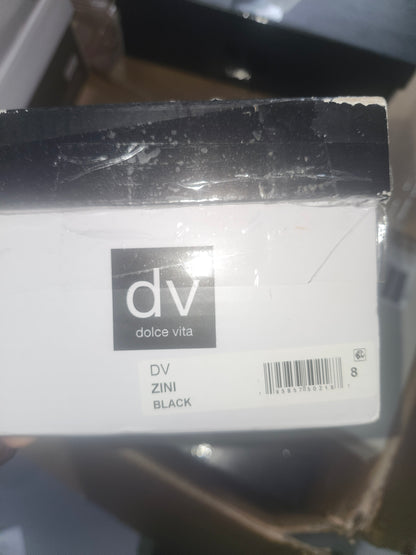 dv
dolce vita
DV
ZINI
BLACK
8